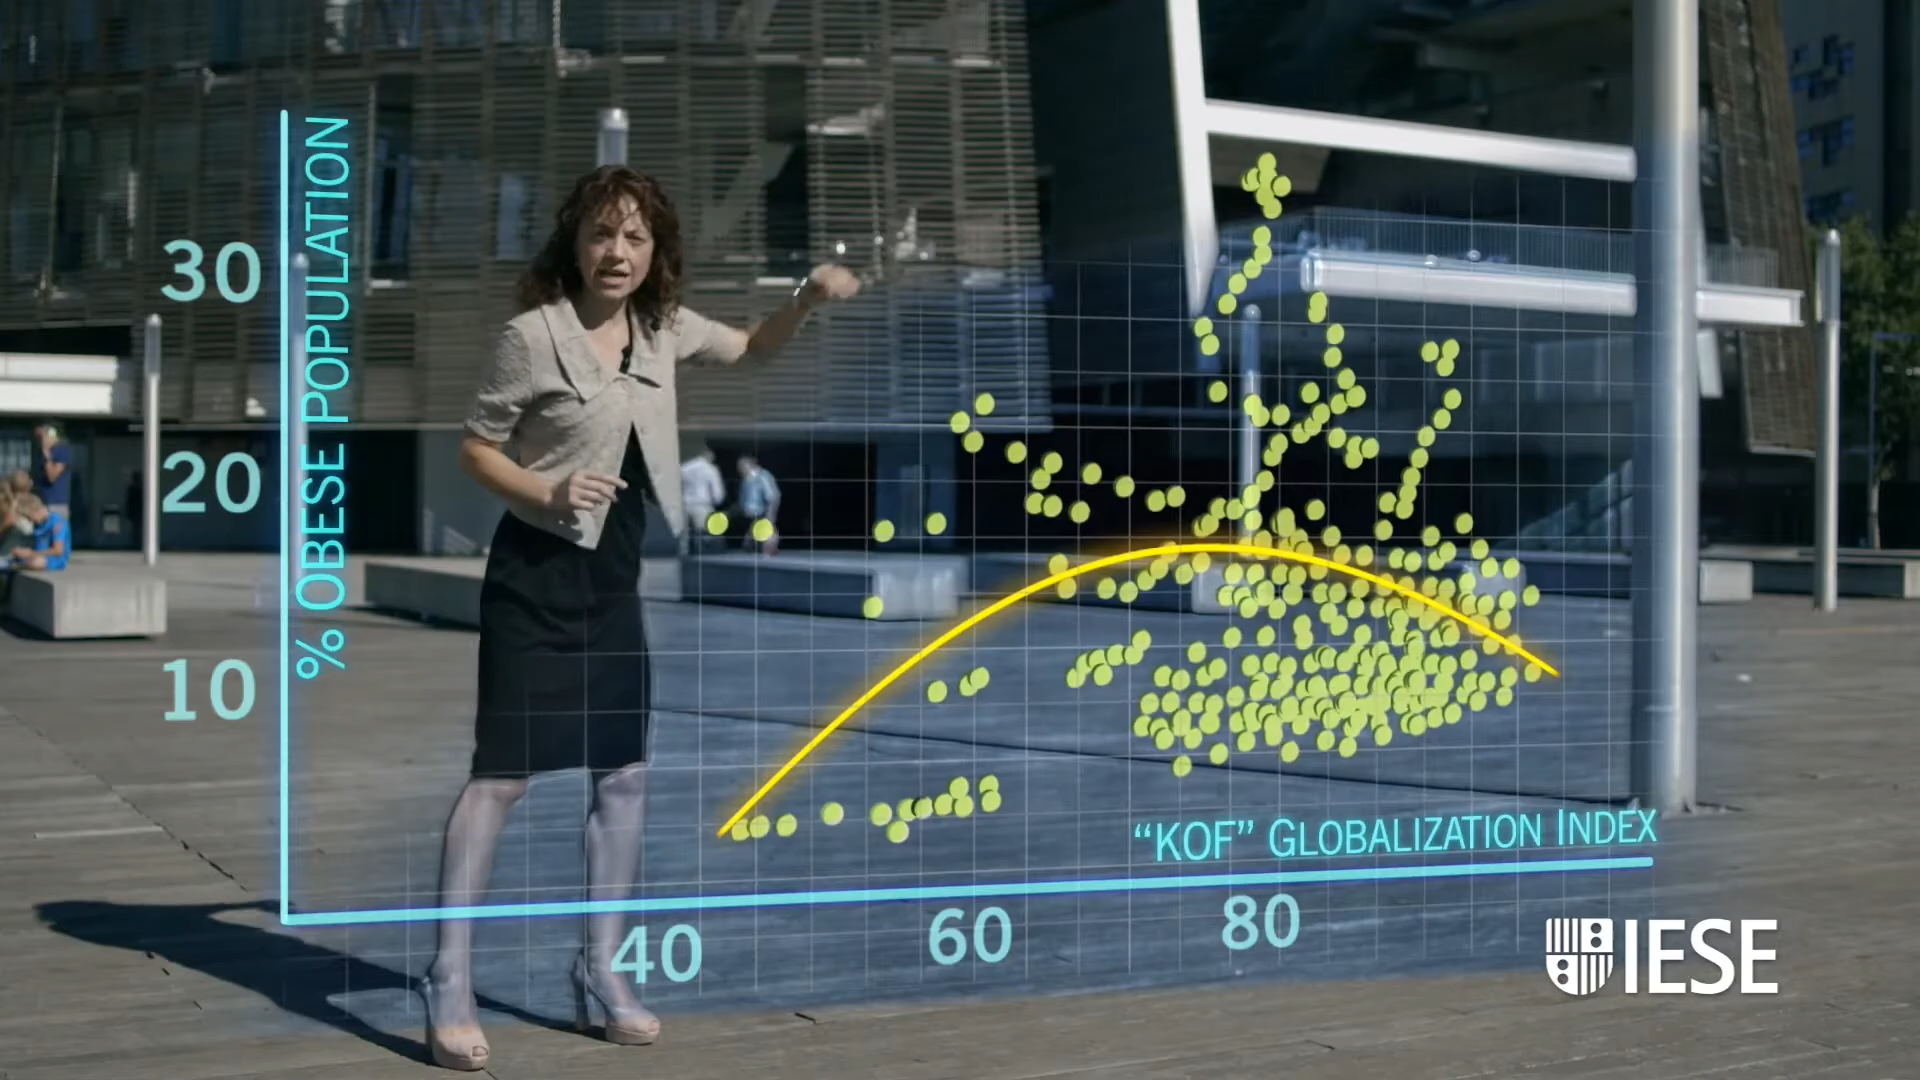 % OBESE POPULATION
30
20
10
"KOF" GLOBALIZATION INDEX
40
60
80
IESE